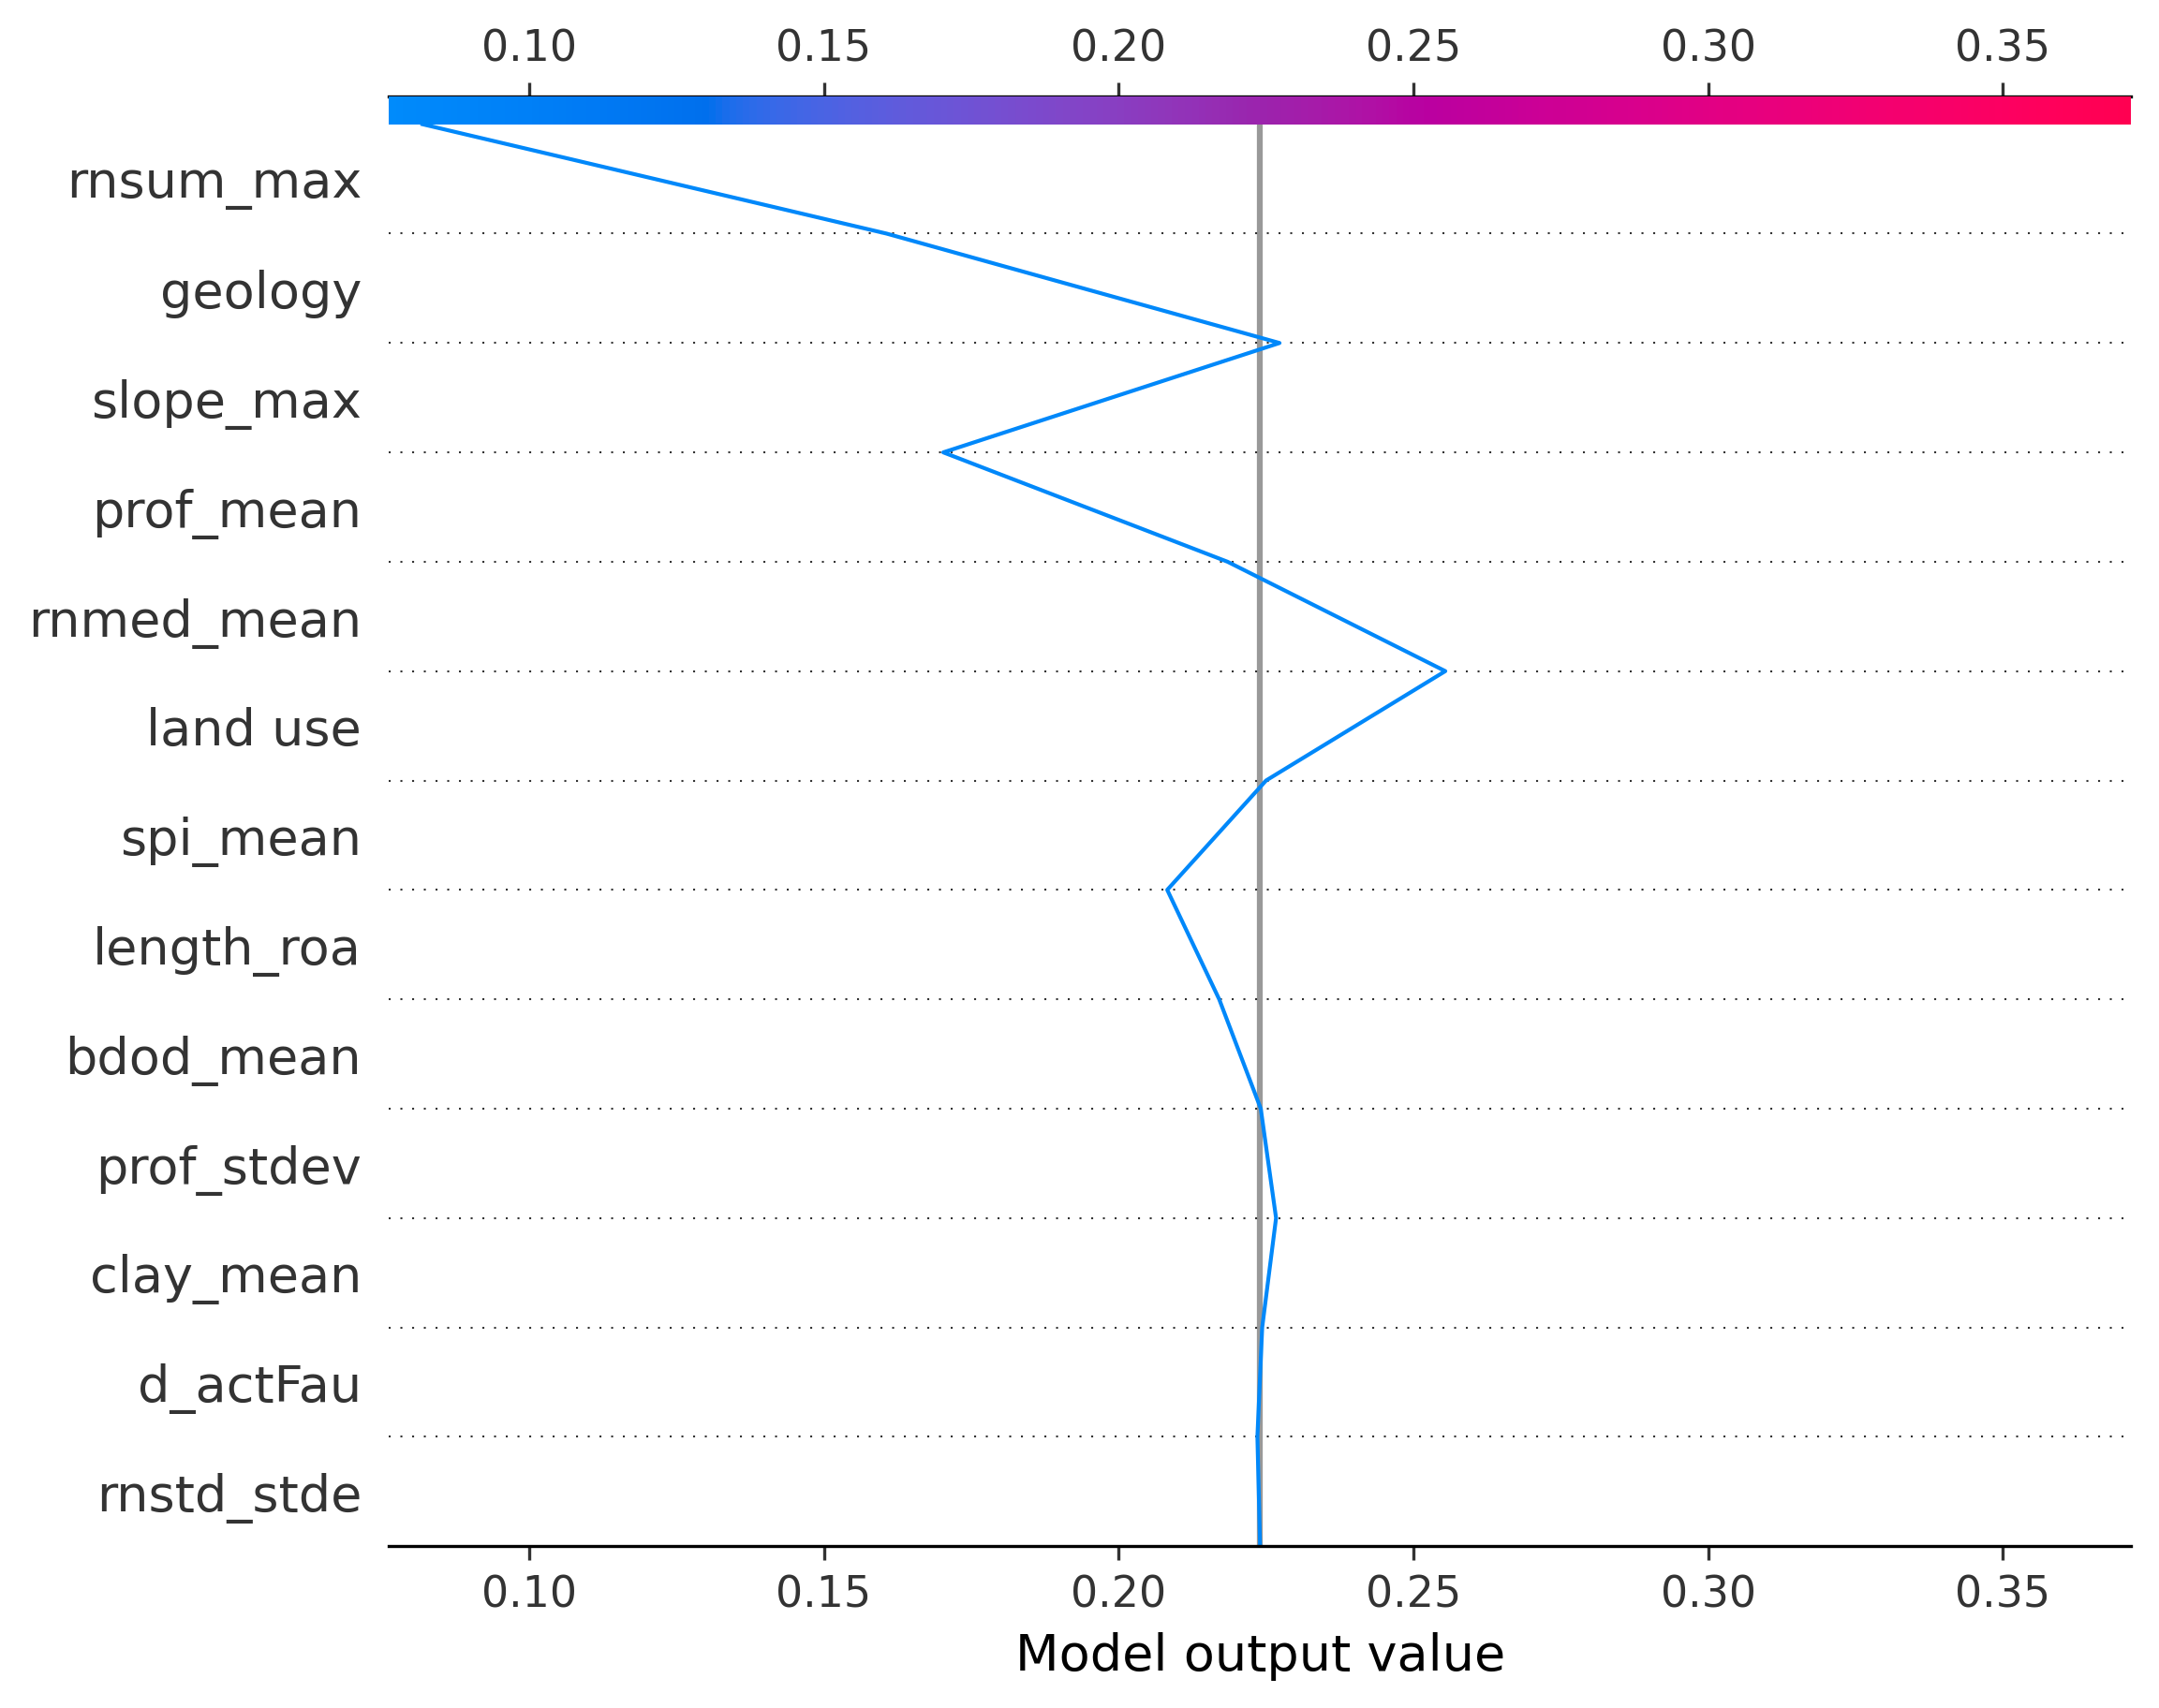 0.10 0.15 0.20 0.25 0.30 0.35
rnsum_max
geology
slope_max
prof_mean
rnmed_mean
land use
spi_mean
length_roa
bdod_mean
prof_stdev
clay_mean
d_actFau
rnstd_stde
0.10 0.15 0.20 0.25 0.30 0.35
Model output value